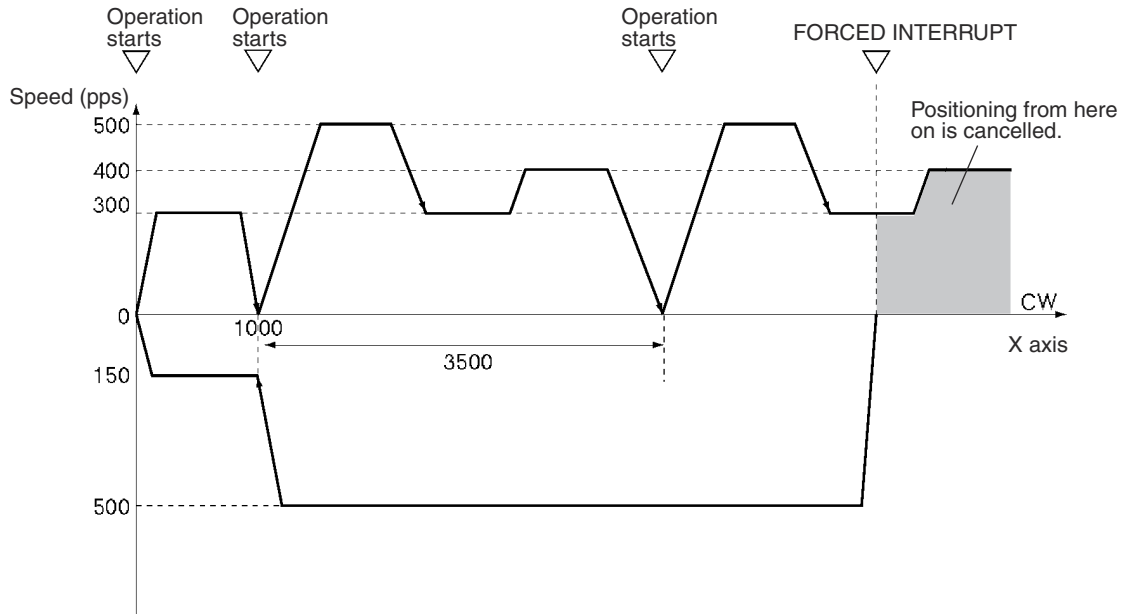 Operation
starts
Operation
starts
Operation
starts
FORCED INTERRUPT
Speed (pps)
Positioning from here
on is cancelled.
500
400
300
0
1000
CW
3500
X axis
150
500